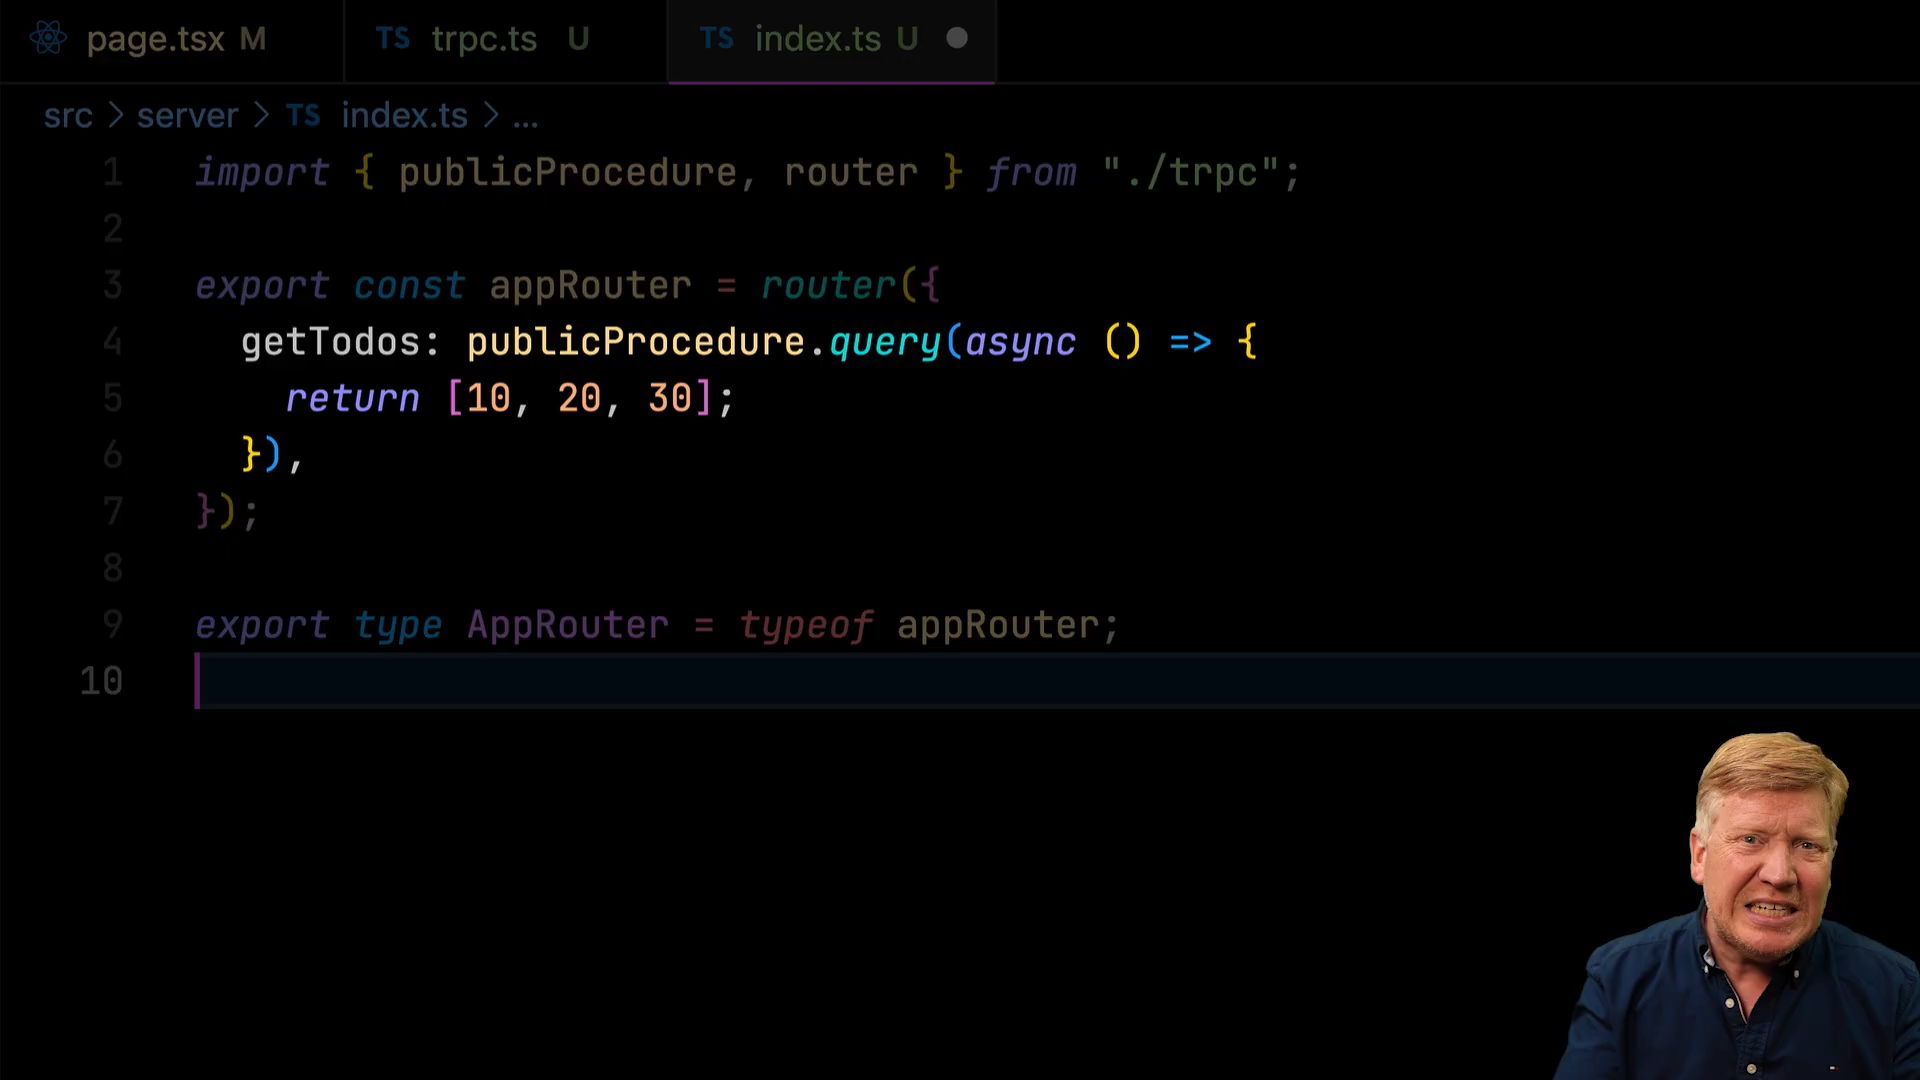 page.tsx M
TS trpc.ts U
TS index.ts U
src > server > TS index.ts > ...
1 import { publicProcedure, router } from "./trpc";
2
3 export const appRouter = router({
4   getTodos: publicProcedure.query(async () => {
5     return [10, 20, 30];
6   }),
7 });
8
9 export type AppRouter = typeof appRouter;
10